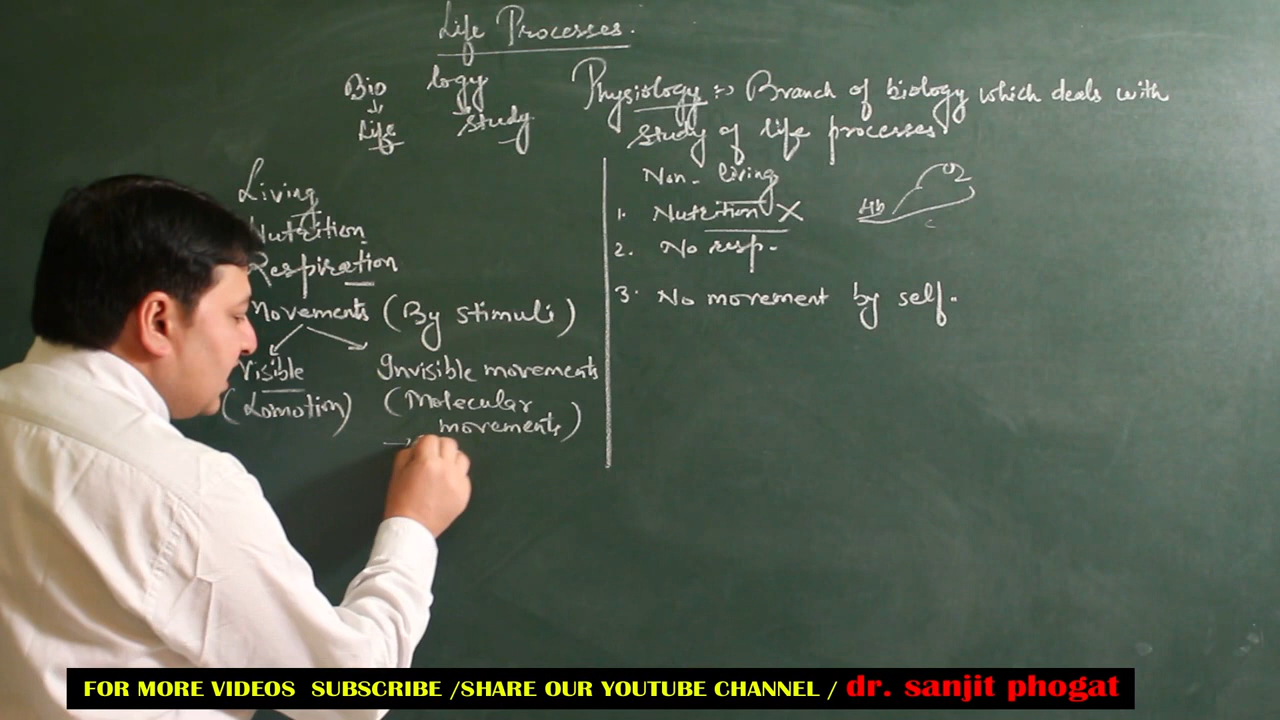 Life Processes.
Bio logy
Life study
Physiology :-> Branch of biology which deals with
study of life processes
Living
Nutrition
Respiration
Movements (By stimuli)
Visible Invisible movements
(Lomotion) (Molecular
movements)
Non-living
1. Nutrition X
2. No resp.
3. No movement by self.
Hb O2
FOR MORE VIDEOS SUBSCRIBE /SHARE OUR YOUTUBE CHANNEL / dr. sanjit phogat